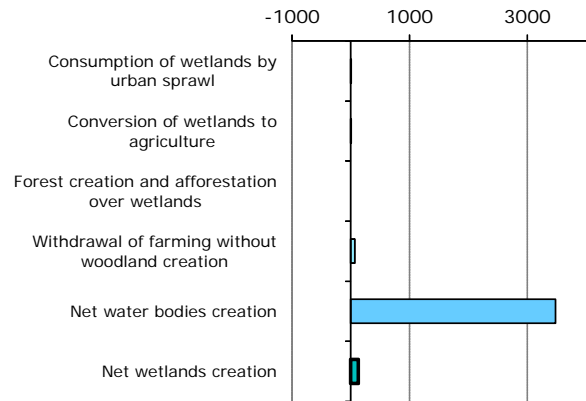 -1000 1000 3000
Consumption of wetlands by
urban sprawl
Conversion of wetlands to
agriculture
Forest creation and afforestation
over wetlands
Withdrawal of farming without
woodland creation
Net water bodies creation
Net wetlands creation